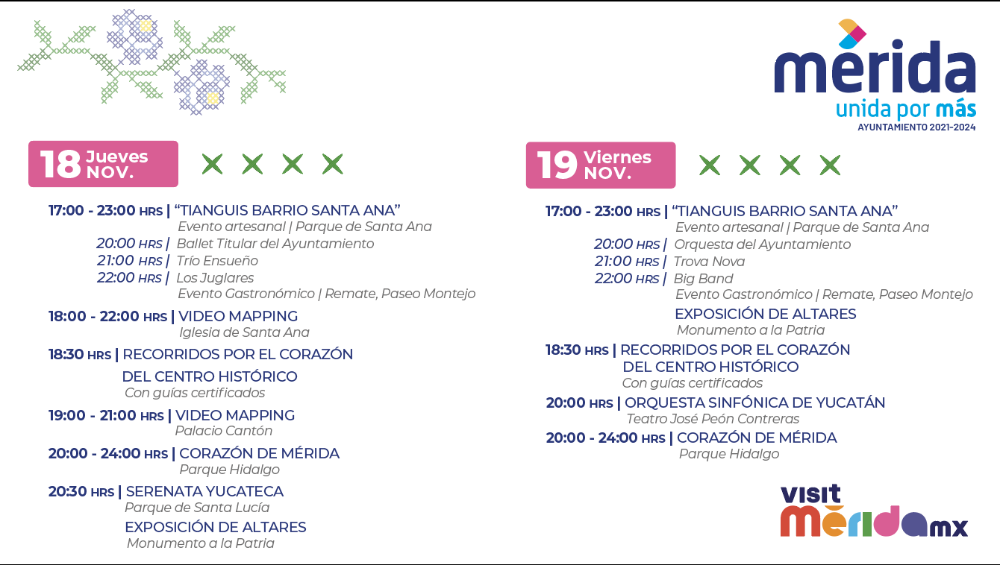 mérida
unida por más
AYUNTAMIENTO 2021-2024
18 Jueves
NOV.
17:00 - 23:00 HRS | “TIANGUIS BARRIO SANTA ANA”
Evento artesanal | Parque de Santa Ana
20:00 HRS | Ballet Titular del Ayuntamiento
21:00 HRS | Trío Ensueño
22:00 HRS | Los Juglares
Evento Gastronómico | Remate, Paseo Montejo
18:00 - 22:00 HRS | VIDEO MAPPING
Iglesia de Santa Ana
18:30 HRS | RECORRIDOS POR EL CORAZÓN
DEL CENTRO HISTÓRICO
Con guías certificados
19:00 - 21:00 HRS | VIDEO MAPPING
Palacio Cantón
20:00 - 24:00 HRS | CORAZÓN DE MÉRIDA
Parque Hidalgo
20:30 HRS | SERENATA YUCATECA
Parque de Santa Lucía
EXPOSICIÓN DE ALTARES
Monumento a la Patria
19 Viernes
NOV.
17:00 - 23:00 HRS | “TIANGUIS BARRIO SANTA ANA”
Evento artesanal | Parque de Santa Ana
20:00 HRS | Orquesta del Ayuntamiento
21:00 HRS | Trova Nova
22:00 HRS | Big Band
Evento Gastronómico | Remate, Paseo Montejo
EXPOSICIÓN DE ALTARES
Monumento a la Patria
18:30 HRS | RECORRIDOS POR EL CORAZÓN
DEL CENTRO HISTÓRICO
Con guías certificados
20:00 HRS | ORQUESTA SINFÓNICA DE YUCATÁN
Teatro José Peón Contreras
20:00 - 24:00 HRS | CORAZÓN DE MÉRIDA
Parque Hidalgo
visit
méridamx